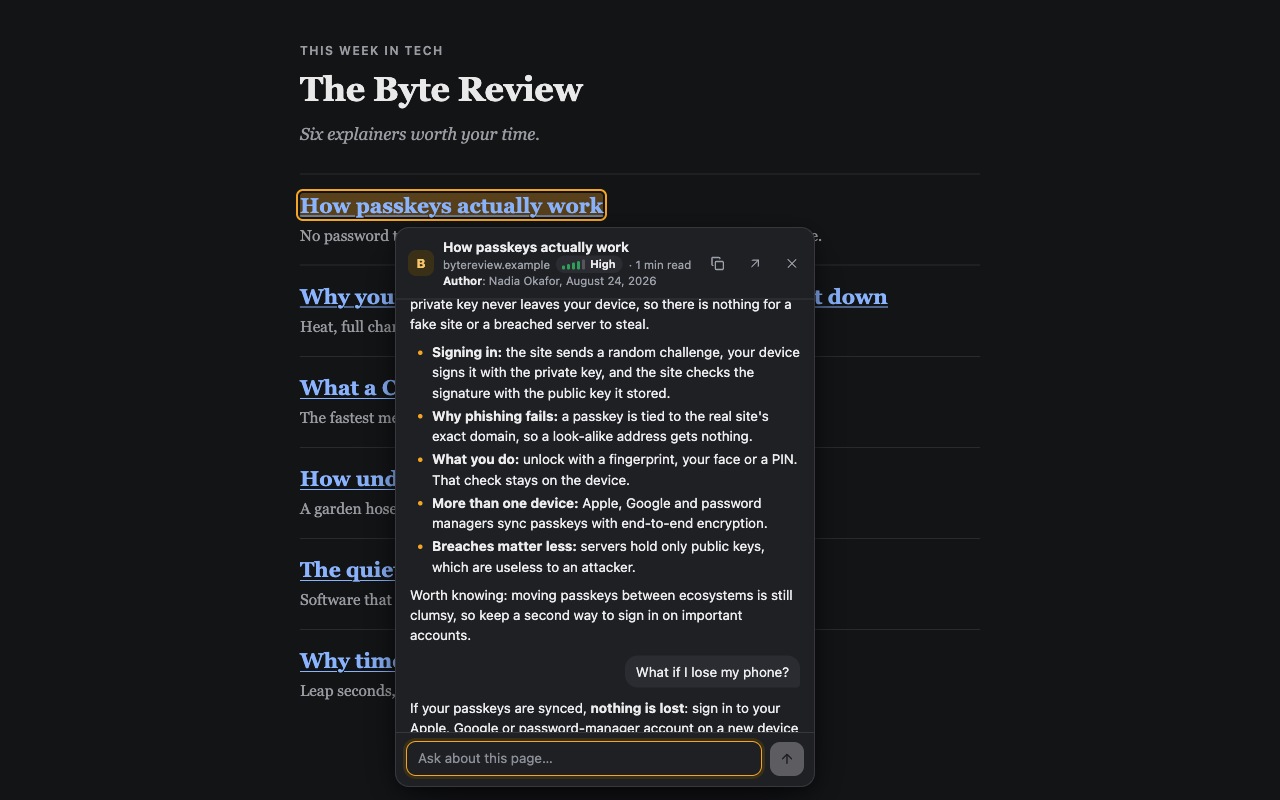 THIS WEEK IN TECH
The Byte Review
Six explainers worth your time.
How passkeys actually work
No password
e.
Why you
t down
Heat, full
What a
The fastest
How
A garden hose
The
Software that
Why
Leap seconds,
B
How passkeys actually work
bytereview.example High · 1 min read
Author: Nadia Okafor, August 24, 2026
private key never leaves your device, so there is nothing for a
fake site or a breached server to steal.
• Signing in: the site sends a random challenge, your device
signs it with the private key, and the site checks the
signature with the public key it stored.
• Why phishing fails: a passkey is tied to the real site's
exact domain, so a look-alike address gets nothing.
• What you do: unlock with a fingerprint, your face or a PIN.
That check stays on the device.
• More than one device: Apple, Google and password
managers sync passkeys with end-to-end encryption.
• Breaches matter less: servers hold only public keys,
which are useless to an attacker.
Worth knowing: moving passkeys between ecosystems is still
clumsy, so keep a second way to sign in on important
accounts.
What if I lose my phone?
If your passkeys are synced, nothing is lost: sign in to your
Apple, Google or password-manager account on a new device
Ask about this page...